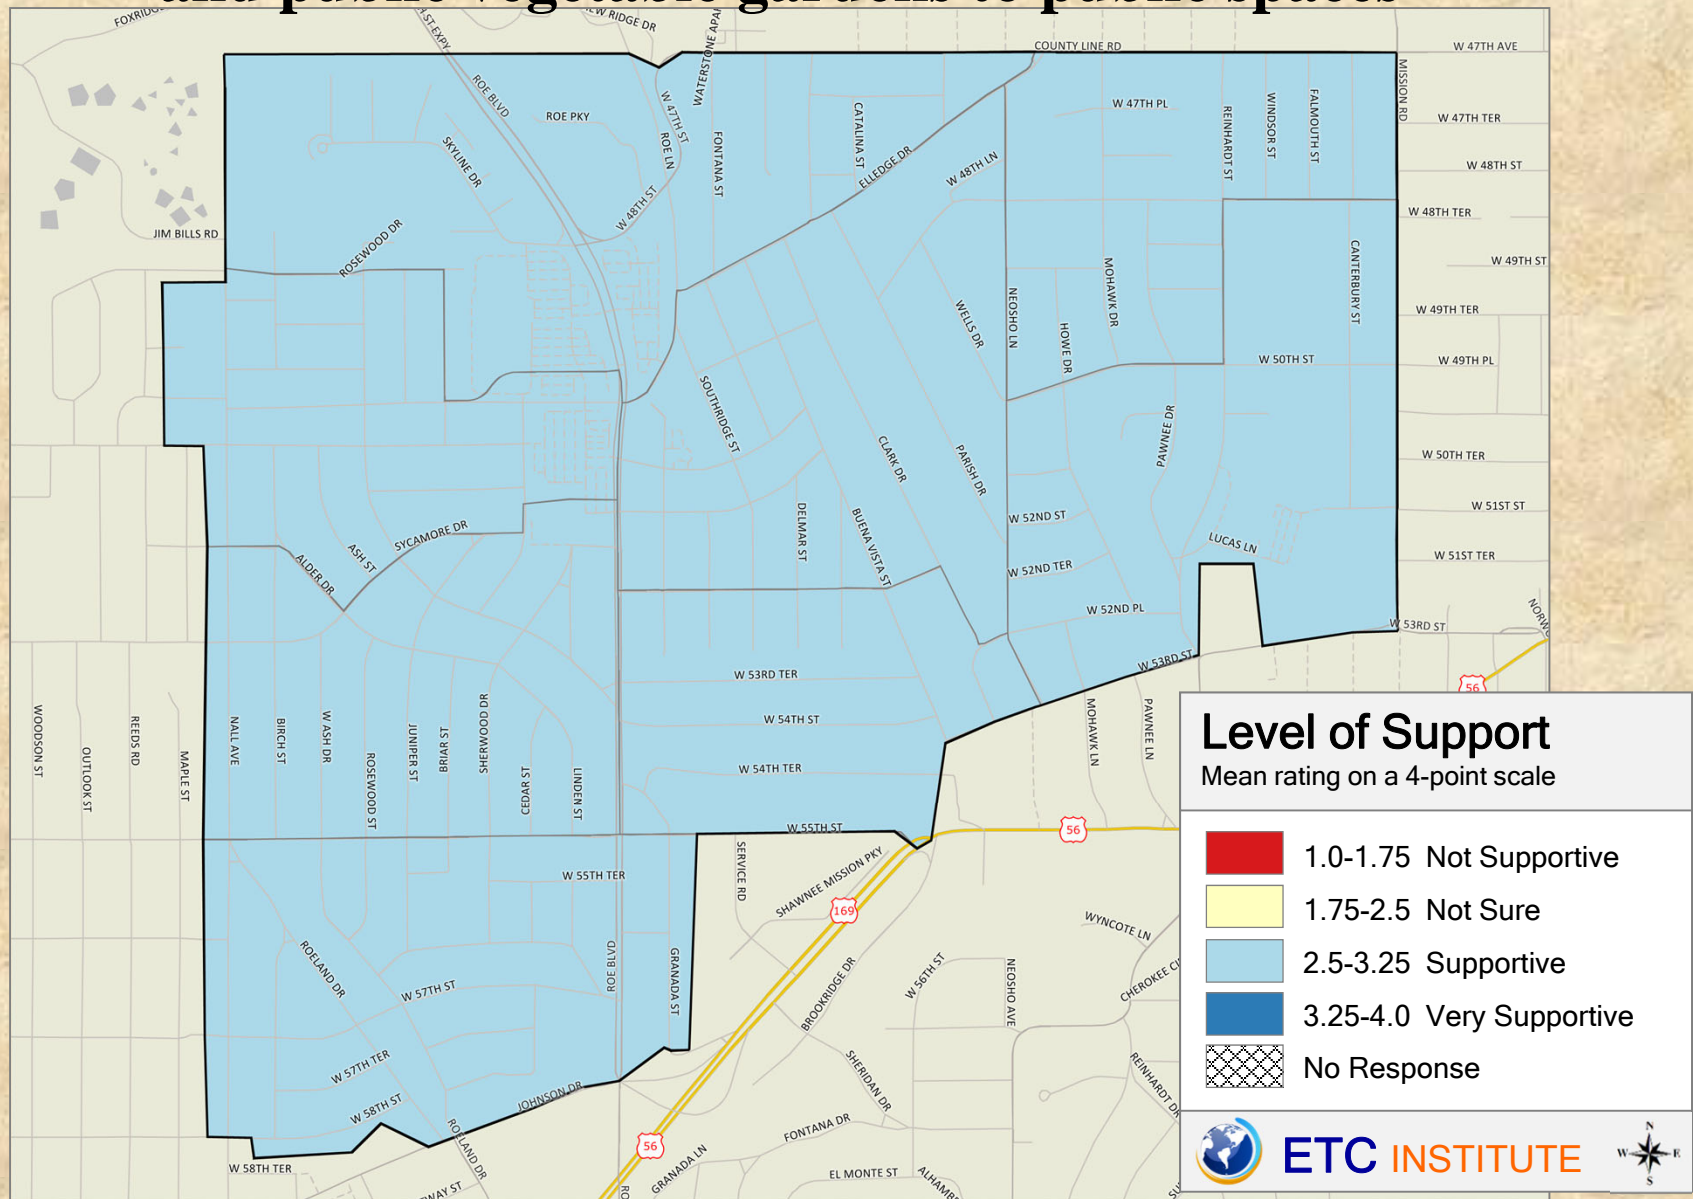 and public vegetable gardens to public spaces
ROE BLVD
W 47TH ST
COUNTY LINE RD
W 47TH AVE
MISSION RD
ROE PKY
SKYLINE DR
ROE LN
FONTANA ST
CATALINA ST
ELLEDGE DR
W 48TH LN
W 47TH PL
REINHARDT ST
WINDSOR ST
FALMOUTH ST
W 47TH TER
W 48TH ST
W 48TH ST
W 48TH TER
JIM BILLS RD
ROSEWOOD DR
W 49TH ST
CANTERBURY ST
MOHAWK DR
NEOSHO LN
HOWE DR
WELLS DR
W 49TH TER
W 50TH ST
W 49TH PL
SOUTHRIDGE ST
CLARK DR
PARISH DR
PAWNEE DR
W 50TH TER
W 51ST ST
DELMAR ST
BUENA VISTA ST
W 52ND ST
LUCAS LN
W 51ST TER
SYCAMORE DR
ASH ST
ALDER DR
W 52ND TER
W 52ND PL
W 53RD ST
W 53RD ST
W 53RD TER
56
WOODSON ST
OUTLOOK ST
REEDS RD
MAPLE ST
NALL AVE
BIRCH ST
W ASH DR
ROSEWOOD ST
JUNIPER ST
BRIAR ST
SHERWOOD DR
CEDAR ST
LINDEN ST
W 54TH ST
W 54TH TER
W 55TH ST
MOHAWK LN
PAWNEE LN
56
SERVICE RD
SHAWNEE MISSION PKY
169
W 55TH TER
ROELAND DR
W 57TH ST
ROE BLVD
GRANADA ST
BROOKRIDGE DR
W 56TH ST
NEOSHO AVE
WYNCOTE LN
W 57TH TER
W 58TH ST
JOHNSON DR
SHERIDAN DR
REINHARDT DR
ROELAND DR
W 58TH TER
56
GRANADA LN
FONTANA DR
EL MONTE ST
Level of Support
Mean rating on a 4-point scale
1.0-1.75 Not Supportive
1.75-2.5 Not Sure
2.5-3.25 Supportive
3.25-4.0 Very Supportive
No Response
ETC INSTITUTE
N
W E
S